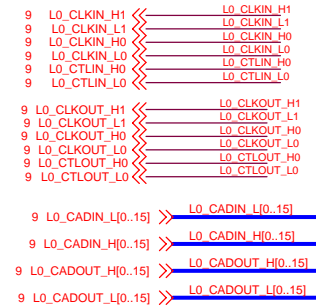 9 L0_CLKIN_H1 L0_CLKIN_H1
9 L0_CLKIN_L1 L0_CLKIN_L1
9 L0_CLKIN_H0 L0_CLKIN_H0
9 L0_CLKIN_L0 L0_CLKIN_L0
9 L0_CTLIN_H0 L0_CTLIN_H0
9 L0_CTLIN_L0 L0_CTLIN_L0
9 L0_CLKOUT_H1 L0_CLKOUT_H1
9 L0_CLKOUT_L1 L0_CLKOUT_L1
9 L0_CLKOUT_H0 L0_CLKOUT_H0
9 L0_CLKOUT_L0 L0_CLKOUT_L0
9 L0_CTLOUT_H0 L0_CTLOUT_H0
9 L0_CTLOUT_L0 L0_CTLOUT_L0
9 L0_CADIN_L[0..15] L0_CADIN_L[0..15]
9 L0_CADIN_H[0..15] L0_CADIN_H[0..15]
9 L0_CADOUT_H[0..15] L0_CADOUT_H[0..15]
9 L0_CADOUT_L[0..15] L0_CADOUT_L[0..15]